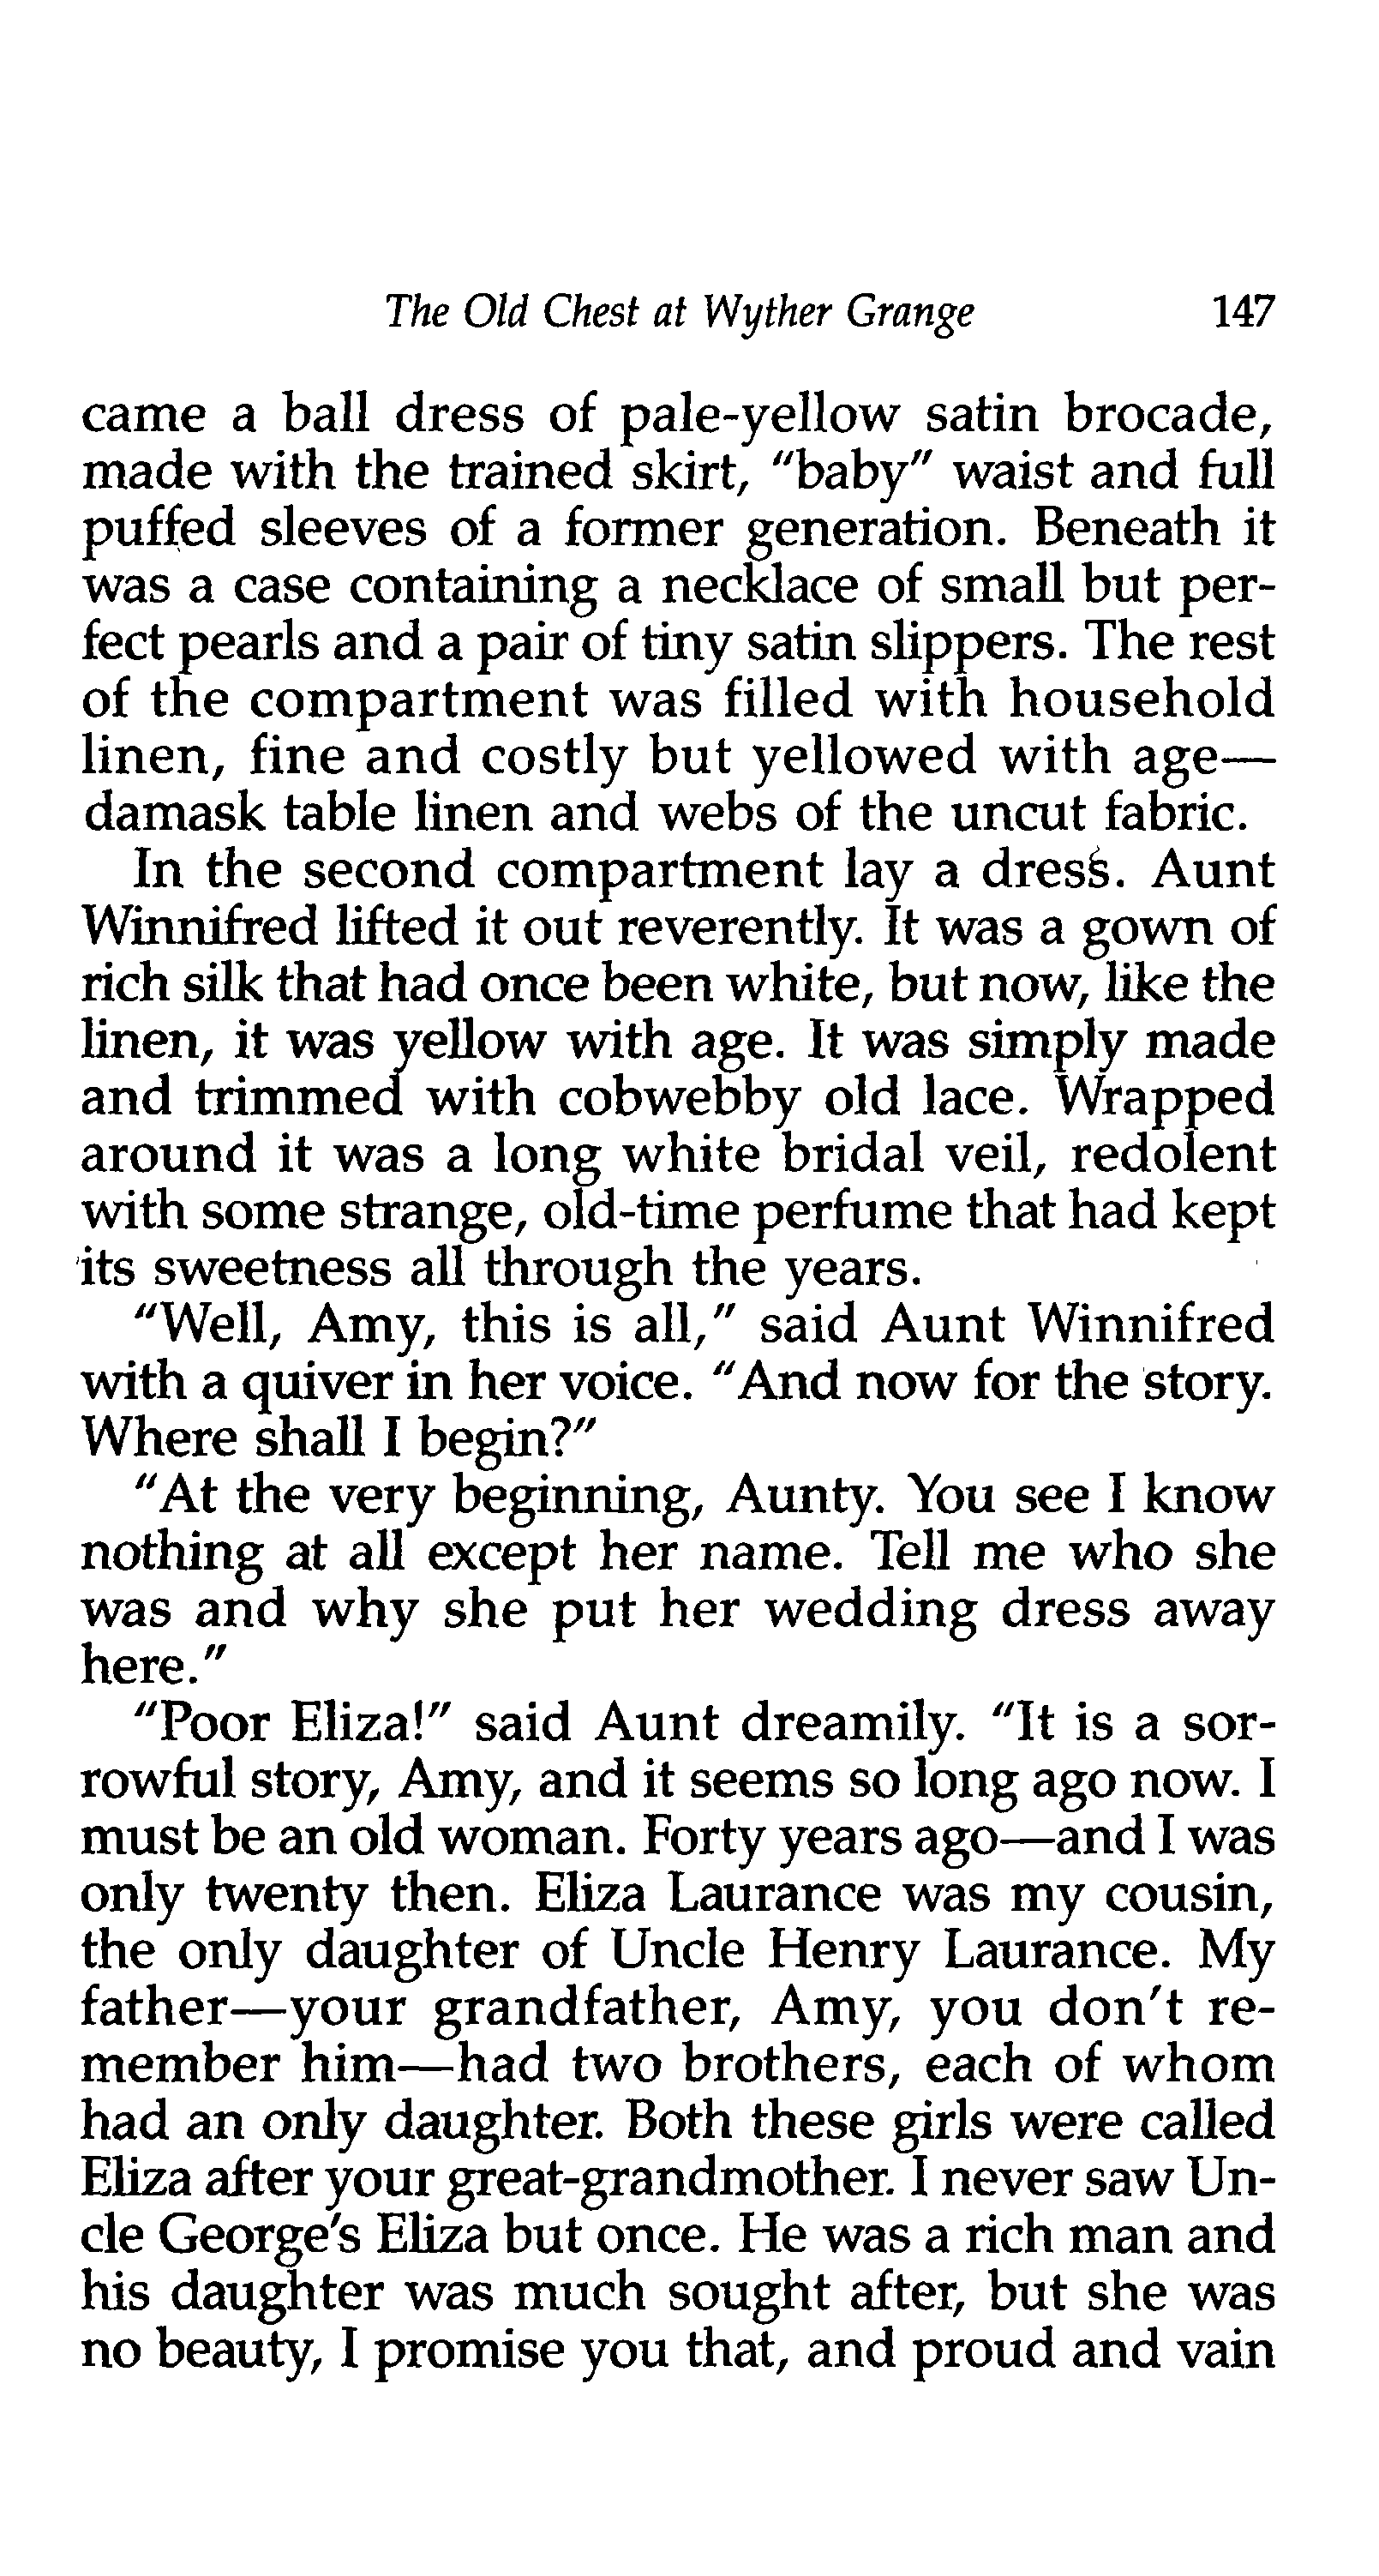 The Old Chest at Wyther Grange 147
came a ball dress of pale-yellow satin brocade,
made with the trained skirt, "baby" waist and full
puffed sleeves of a former generation. Beneath it
was a case containing a necklace of small but per-
fect pearls and a pair of tiny satin slippers. The rest
of the compartment was filled with household
linen, fine and costly but yellowed with age—
damask table linen and webs of the uncut fabric.
In the second compartment lay a dress. Aunt
Winnifred lifted it out reverently. It was a gown of
rich silk that had once been white, but now, like the
linen, it was yellow with age. It was simply made
and trimmed with cobwebby old lace. Wrapped
around it was a long white bridal veil, redolent
with some strange, old-time perfume that had kept
its sweetness all through the years.
"Well, Amy, this is all," said Aunt Winnifred
with a quiver in her voice. "And now for the story.
Where shall I begin?"
"At the very beginning, Aunty. You see I know
nothing at all except her name. Tell me who she
was and why she put her wedding dress away
here."
"Poor Eliza!" said Aunt dreamily. "It is a sor-
rowful story, Amy, and it seems so long ago now. I
must be an old woman. Forty years ago—and I was
only twenty then. Eliza Laurance was my cousin,
the only daughter of Uncle Henry Laurance. My
father—your grandfather, Amy, you don't re-
member him—had two brothers, each of whom
had an only daughter. Both these girls were called
Eliza after your great-grandmother. I never saw Un-
cle George's Eliza but once. He was a rich man and
his daughter was much sought after, but she was
no beauty, I promise you that, and proud and vain